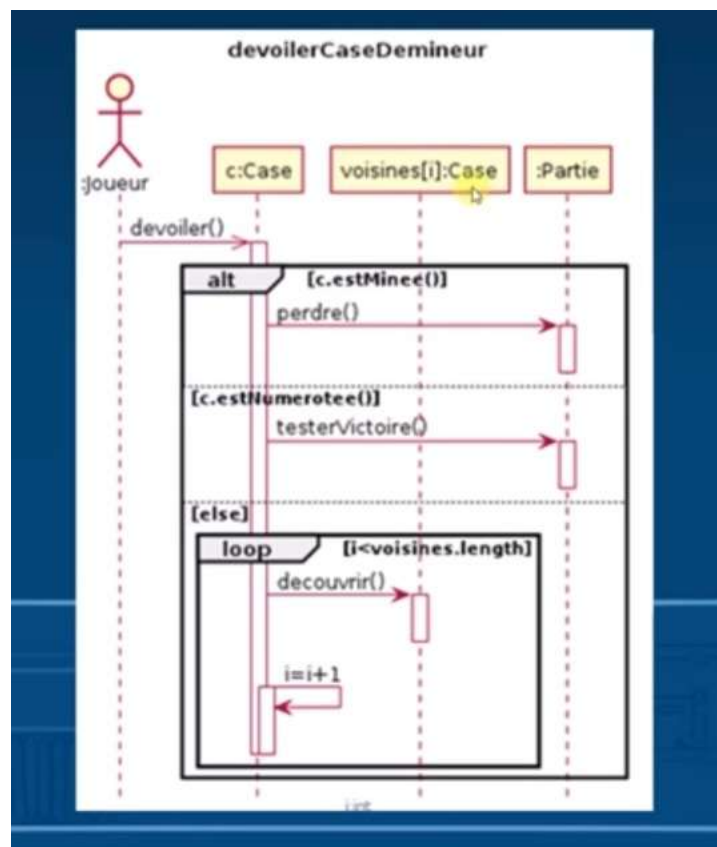 devoilerCaseDemineur
:Joueur
c:Case
voisines[i]:Case
:Partie
devoiler()
alt
[c.estMinee()]
perdre()
[c.estNumerotee()]
testerVictoire()
[else]
loop
[i<voisines.length]
decouvrir()
i=i+1